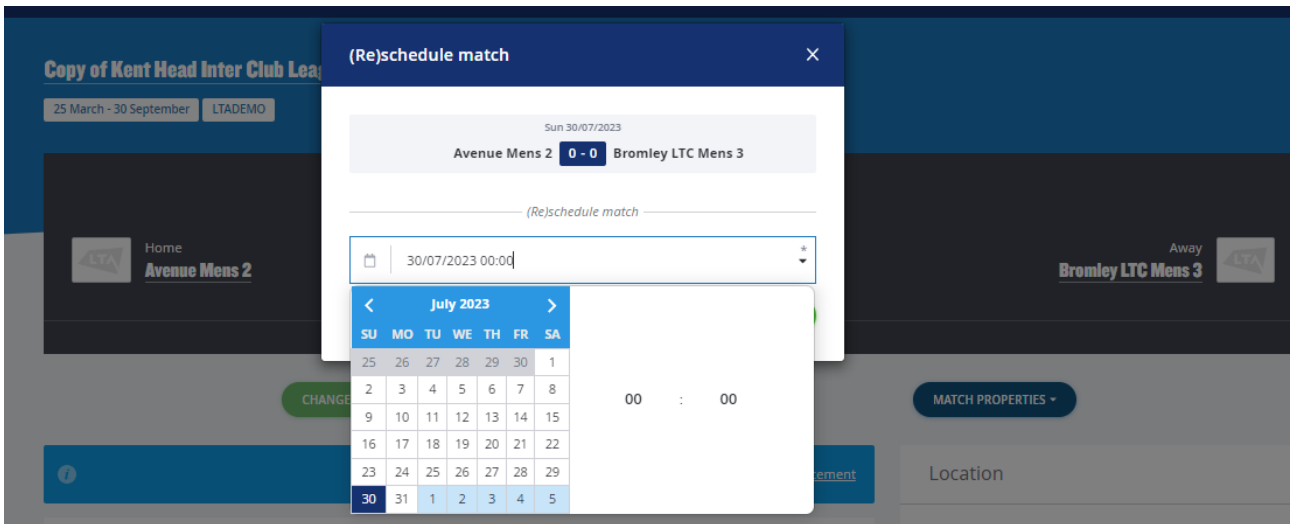 (Re)schedule match
Copy of Kent Head Inter Club Leag
25 March - 30 September LTADEMO
Sun 30/07/2023
Avenue Mens 2 0 - 0 Bromley LTC Mens 3
(Re)schedule match
30/07/2023 00:00 *
LTA Home
Avenue Mens 2
Away LTA
Bromley LTC Mens 3
July 2023
SU MO TU WE TH FR SA
25 26 27 28 29 30 1
2 3 4 5 6 7 8
9 10 11 12 13 14 15
16 17 18 19 20 21 22
23 24 25 26 27 28 29
30 31 1 2 3 4 5
00 : 00
CHANGE
MATCH PROPERTIES
cement
Location